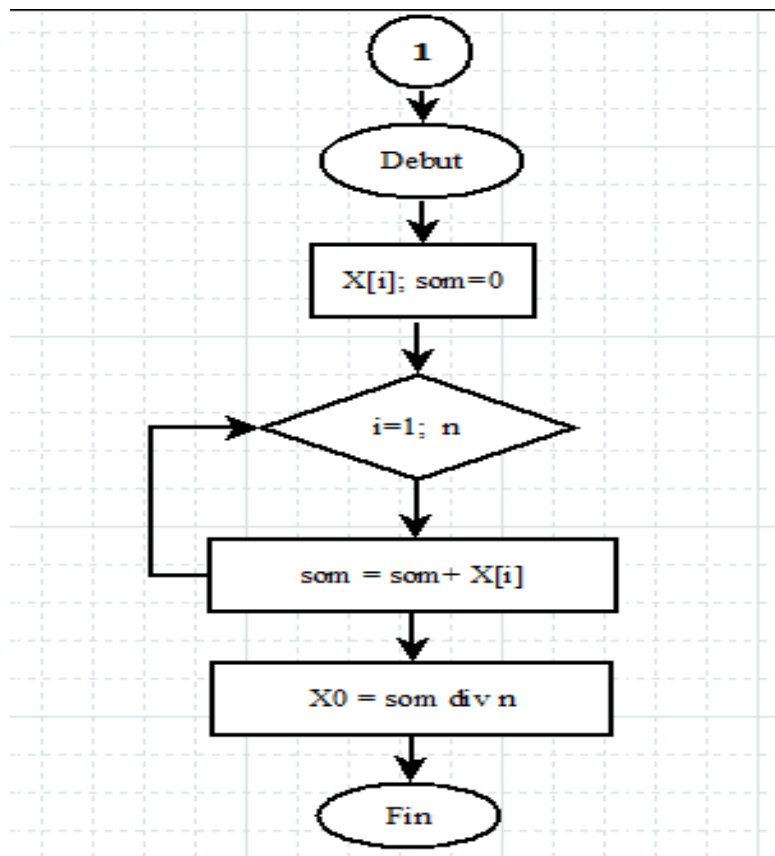 1
Debut
X[i]; som=0
i=1; n
som = som+ X[i]
X0 = som div n
Fin